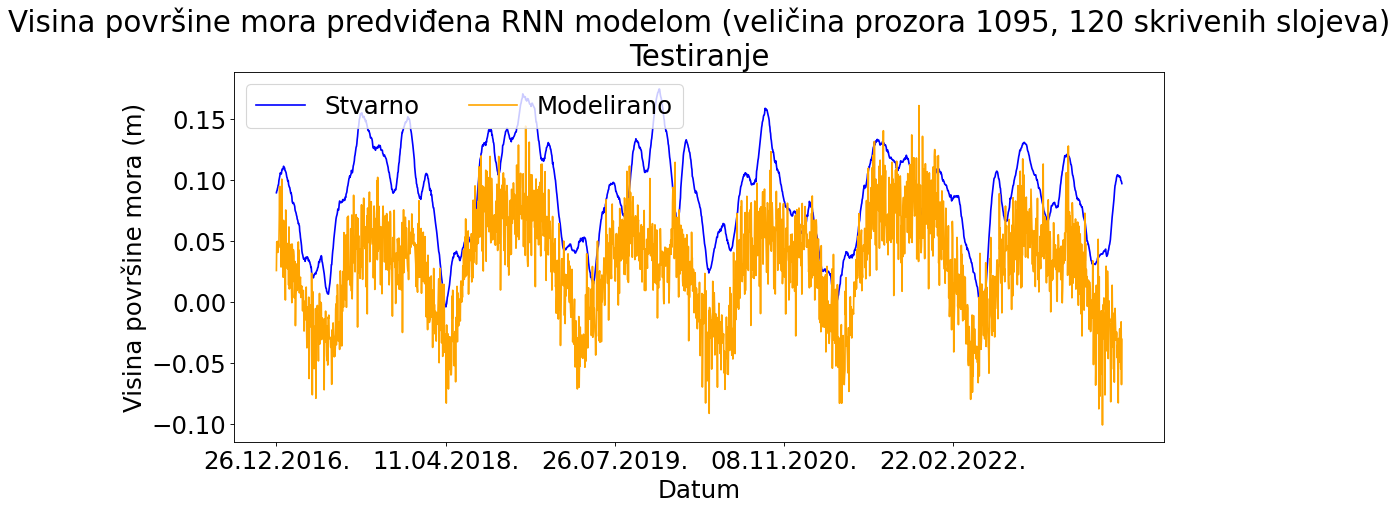 Visina površine mora predviđena RNN modelom (veličina prozora 1095, 120 skrivenih slojeva)
Testiranje
Stvarno
Modelirano
Visina površine mora (m)
0.15
0.10
0.05
0.00
−0.05
−0.10
26.12.2016.
11.04.2018.
26.07.2019.
08.11.2020.
22.02.2022.
Datum